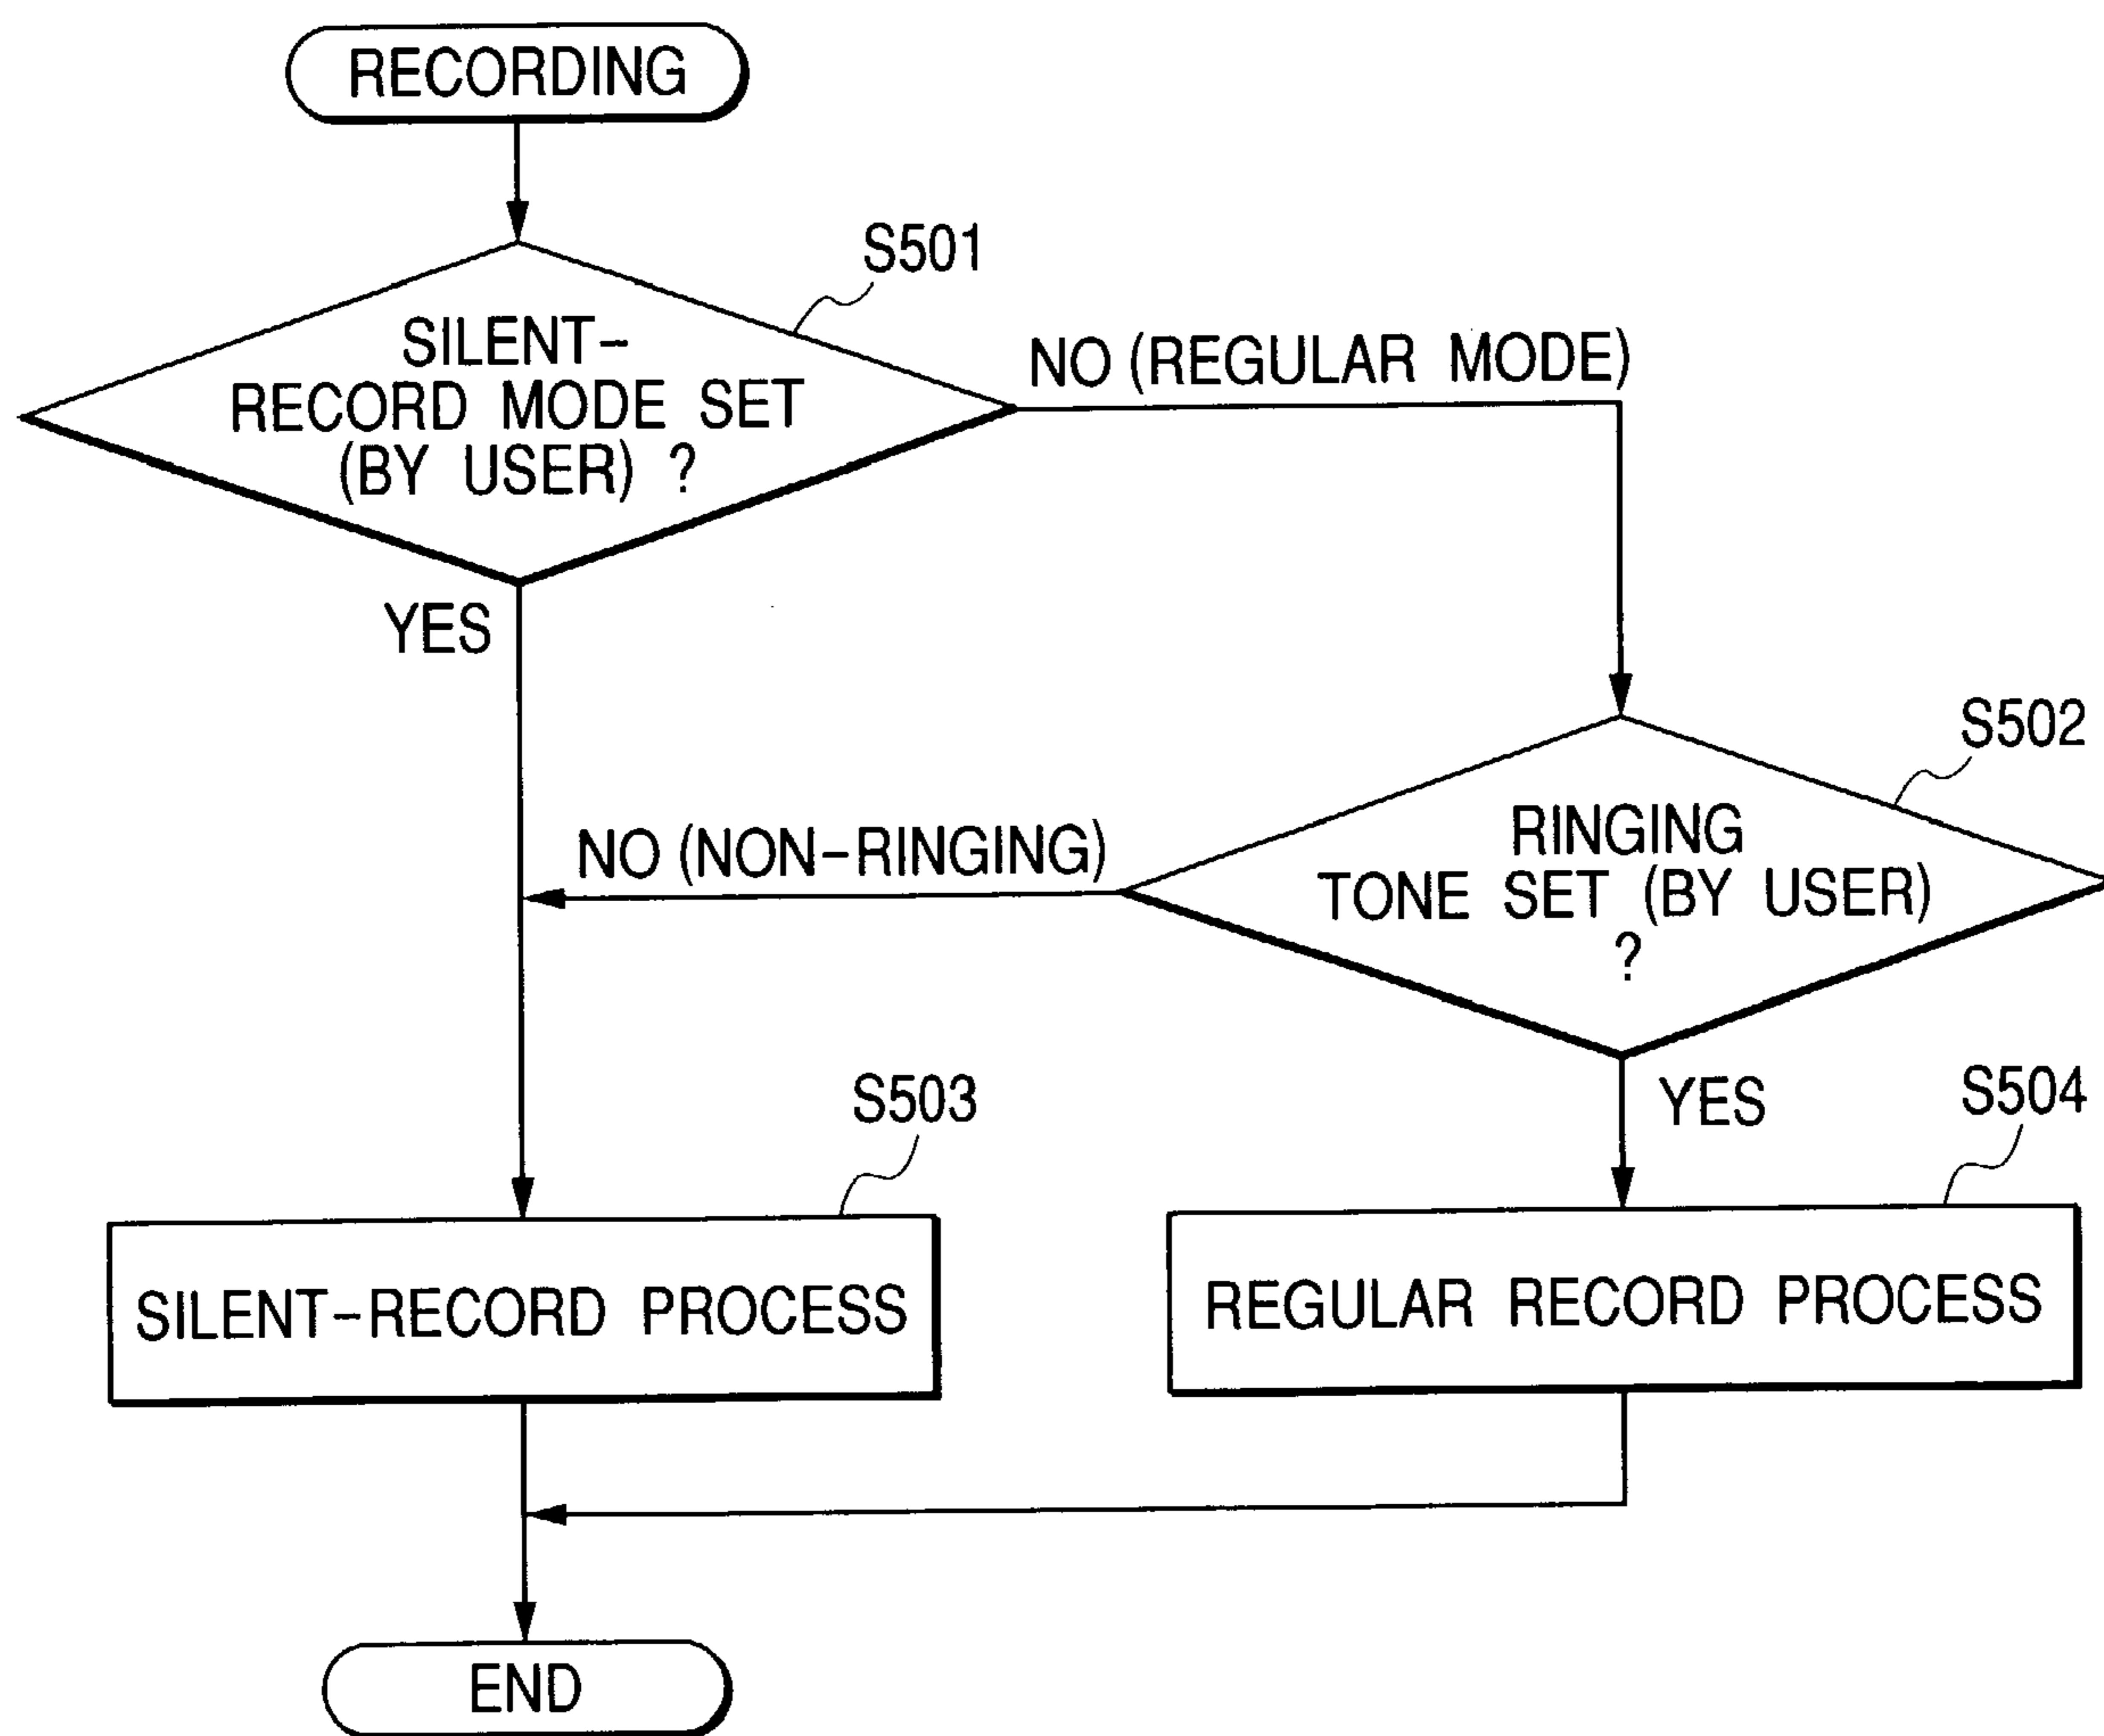 RECORDING
S501
SILENT-
RECORD MODE SET
(BY USER) ?
NO (REGULAR MODE)
YES
S502
RINGING
TONE SET (BY USER)
?
NO (NON-RINGING)
YES
S503
SILENT-RECORD PROCESS
S504
REGULAR RECORD PROCESS
END